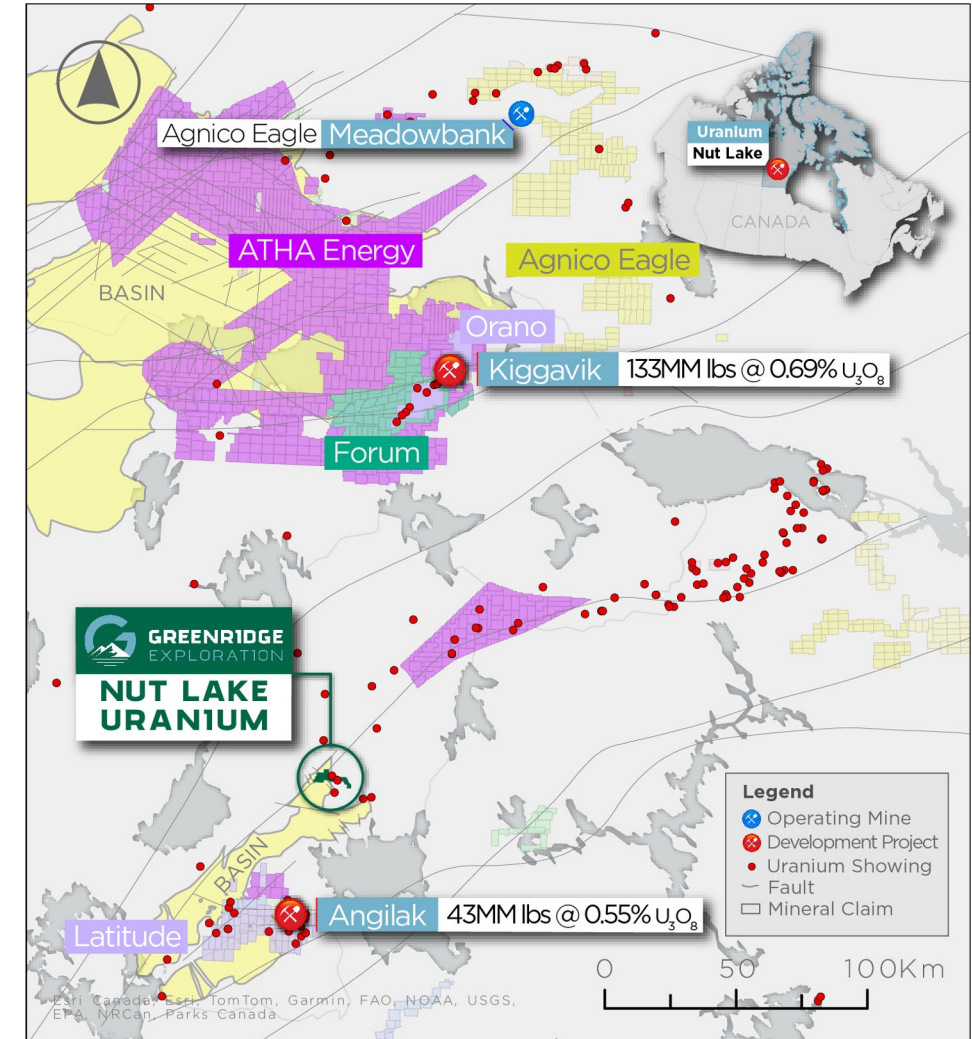 Agnico Eagle Meadowbank
Uranium
Nut Lake
CANADA
ATHA Energy
Agnico Eagle
BASIN
Orano
Kiggavik 133MM lbs @ 0.69% U₃O₈
Forum
GREENR1DGE
EXPLORATION
NUT LAKE
URAN1UM
BASIN
Latitude
Angilak 43MM lbs @ 0.55% U₃O₈
Legend
Operating Mine
Development Project
Uranium Showing
Fault
Mineral Claim
0 50 100Km
Esri Canada, Esri, TomTom, Garmin, FAO, NOAA, USGS,
EPA, NRCan, Parks Canada